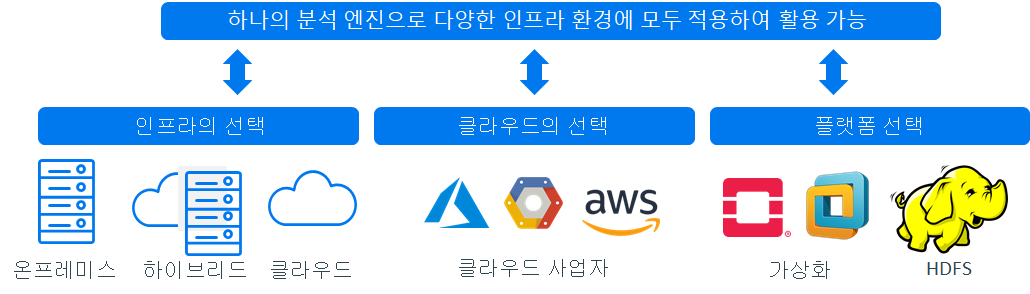 하나의 분석 엔진으로 다양한 인프라 환경에 모두 적용하여 활용 가능
인프라의 선택
클라우드의 선택
플랫폼 선택
aws
온프레미스
하이브리드
클라우드
클라우드 사업자
가상화
HDFS